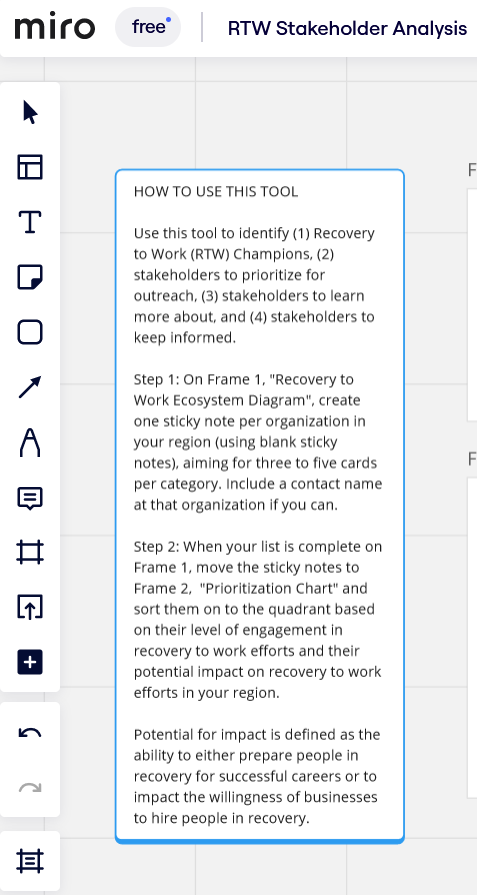 miro free RTW Stakeholder Analysis
HOW TO USE THIS TOOL
Use this tool to identify (1) Recovery
to Work (RTW) Champions, (2)
stakeholders to prioritize for
outreach, (3) stakeholders to learn
more about, and (4) stakeholders to
keep informed.
Step 1: On Frame 1, "Recovery to
Work Ecosystem Diagram", create
one sticky note per organization in
your region (using blank sticky
notes), aiming for three to five cards
per category. Include a contact name
at that organization if you can.
Step 2: When your list is complete on
Frame 1, move the sticky notes to
Frame 2,  "Prioritization Chart" and
sort them on to the quadrant based
on their level of engagement in
recovery to work efforts and their
potential impact on recovery to work
efforts in your region.
Potential for impact is defined as the
ability to either prepare people in
recovery for successful careers or to
impact the willingness of businesses
to hire people in recovery.
F
F